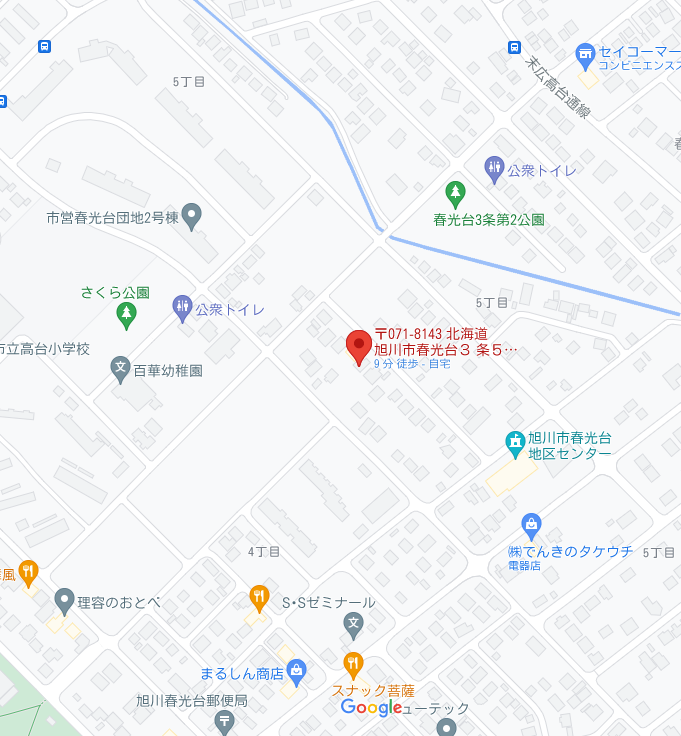 セイコーマー
コンビニエンスス
末広高台通線
5丁目
公衆トイレ
春光台3条第2公園
市営春光台団地2号棟
さくら公園
公衆トイレ
5丁目
〒071-8143 北海道
旭川市春光台３ 条５…
9 分 徒歩 - 自宅
市立高台小学校
百華幼稚園
旭川市春光台
地区センター
㈱でんきのタケウチ
電器店
5丁目
4丁目
風
理容のおとべ
S・Sゼミナール
まるしん商店
スナック菩薩
旭川春光台郵便局
Google
ューテック